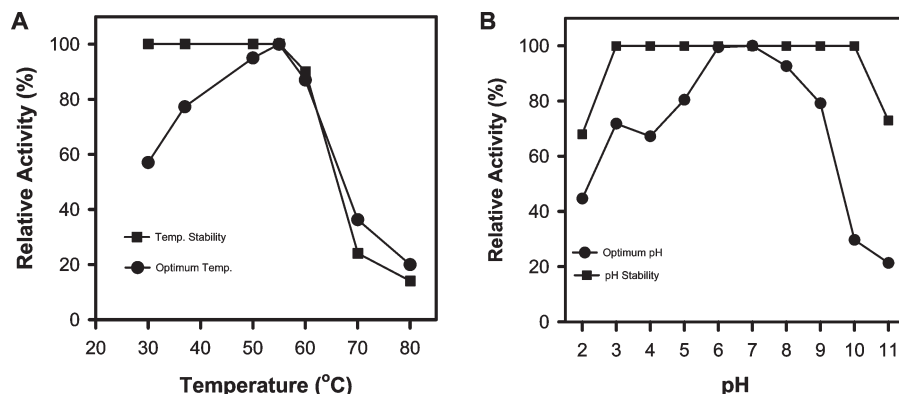 A
Relative Activity (%)
100
80
60
40
20
0
Temp. Stability
Optimum Temp.
20 30 40 50 60 70 80
Temperature (°C)
B
Relative Activity (%)
100
80
60
40
20
0
Optimum pH
pH Stability
2 3 4 5 6 7 8 9 10 11
pH